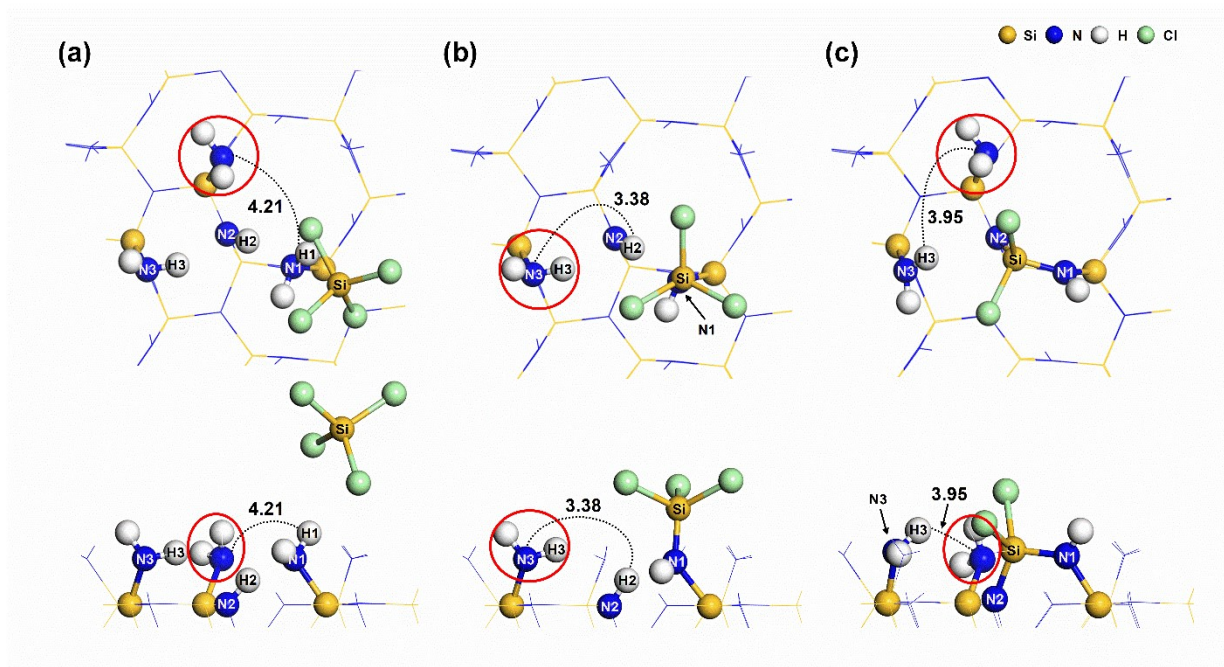 Si N H Cl
(a) (b) (c)
4.21
N2
H2
H1
N1
N3
H3
Si
3.38
N2
H2
N3
H3
Si
N1
3.95
N2
H3
N3
Si
N1
Si
4.21
H1
N3
H3
N1
H2
N2
3.38
Si
N3
H3
N1
H2
N2
N3
3.95
H3
Si
N1
N2